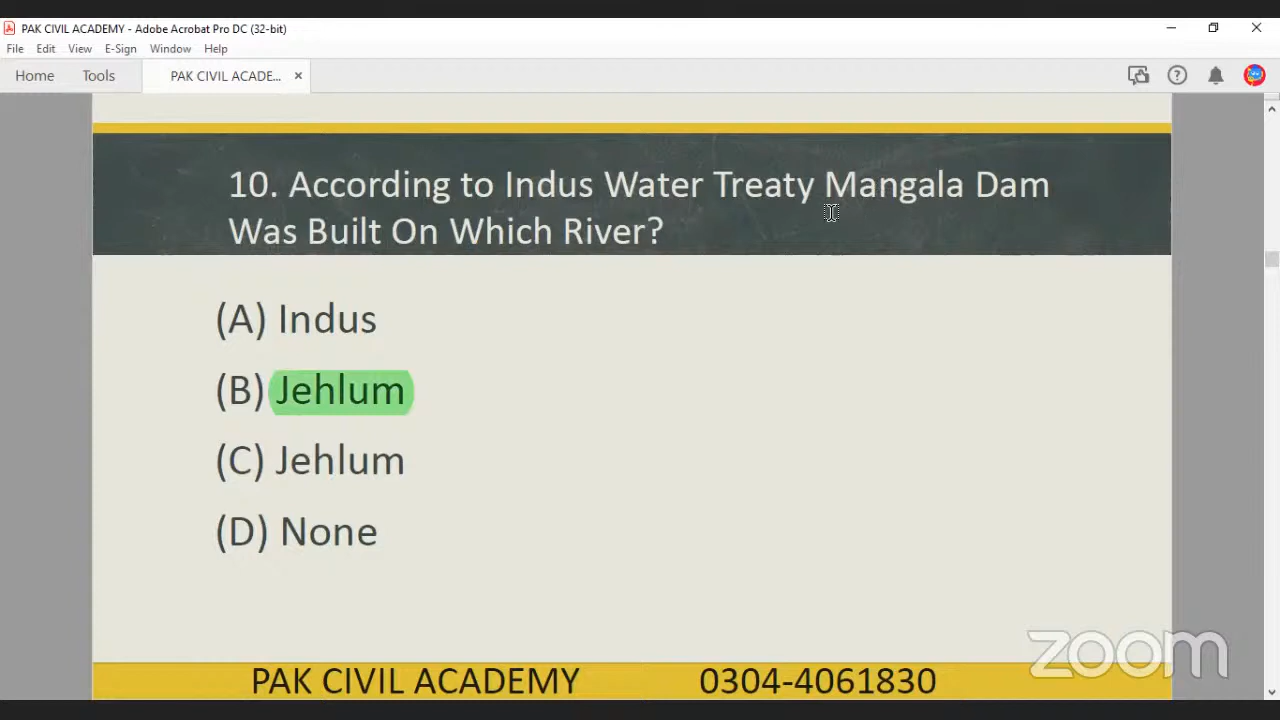 PAK CIVIL ACADEMY - Adobe Acrobat Pro DC (32-bit)
File Edit View E-Sign Window Help
Home Tools PAK CIVIL ACADE... ×
10. According to Indus Water Treaty Mangala Dam
Was Built On Which River?
(A) Indus
(B) Jehlum
(C) Jehlum
(D) None
zoom
PAK CIVIL ACADEMY 0304-4061830